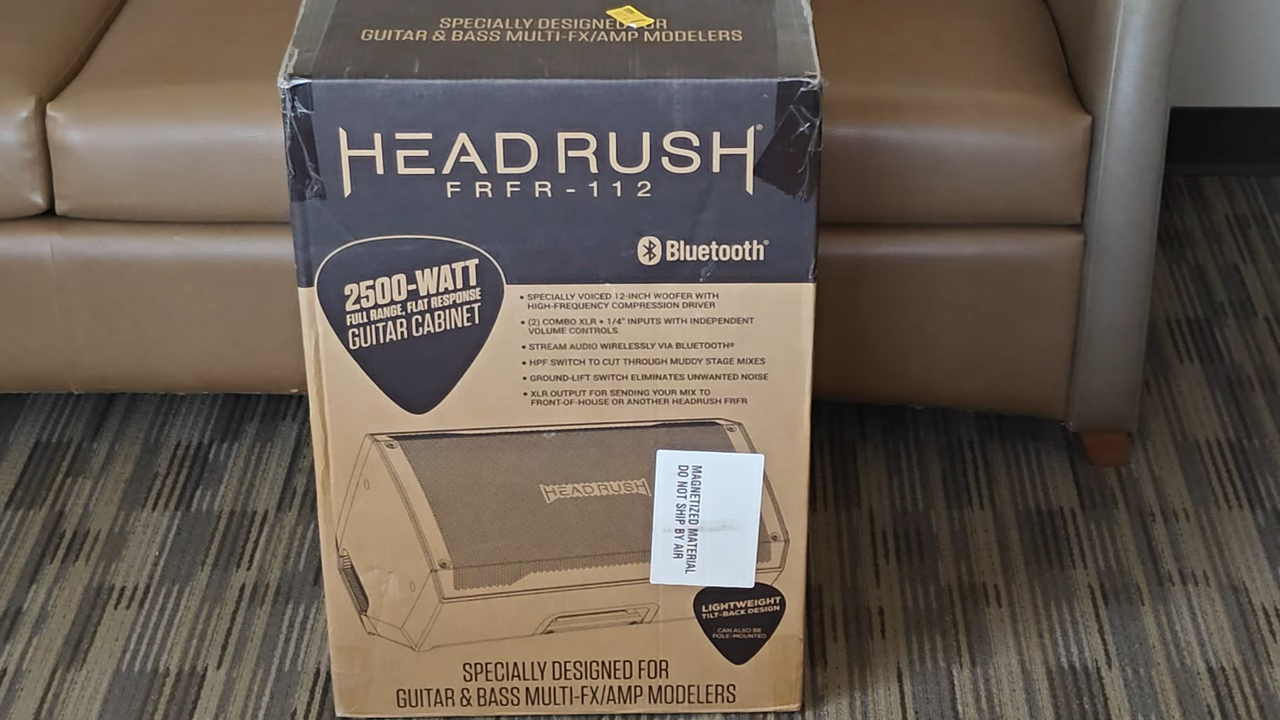 SPECIALLY DESIGNED FOR
GUITAR & BASS MULTI-FX/AMP MODELERS
HEADRUSH®
FRFR-112
Bluetooth®
2500-WATT
FULL RANGE, FLAT RESPONSE
GUITAR CABINET
• SPECIALLY VOICED 12-INCH WOOFER WITH
HIGH-FREQUENCY COMPRESSION DRIVER
• (2) COMBO XLR + 1/4" INPUTS WITH INDEPENDENT
VOLUME CONTROLS
• STREAM AUDIO WIRELESSLY VIA BLUETOOTH®
• HPF SWITCH TO CUT THROUGH MUDDY STAGE MIXES
• GROUND-LIFT SWITCH ELIMINATES UNWANTED NOISE
• XLR OUTPUT FOR SENDING YOUR MIX TO
FRONT-OF-HOUSE OR ANOTHER HEADRUSH FRFR
HEADRUSH
MAGNETIZED MATERIAL
DO NOT SHIP BY AIR
LIGHTWEIGHT
TILT-BACK DESIGN
CAN ALSO BE
POLE-MOUNTED
SPECIALLY DESIGNED FOR
GUITAR & BASS MULTI-FX/AMP MODELERS